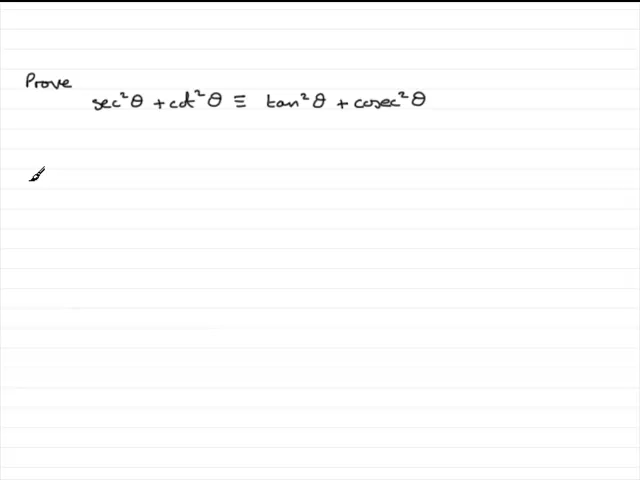 Prove
sec²θ + cot²θ ≡ tan²θ + cosec²θ